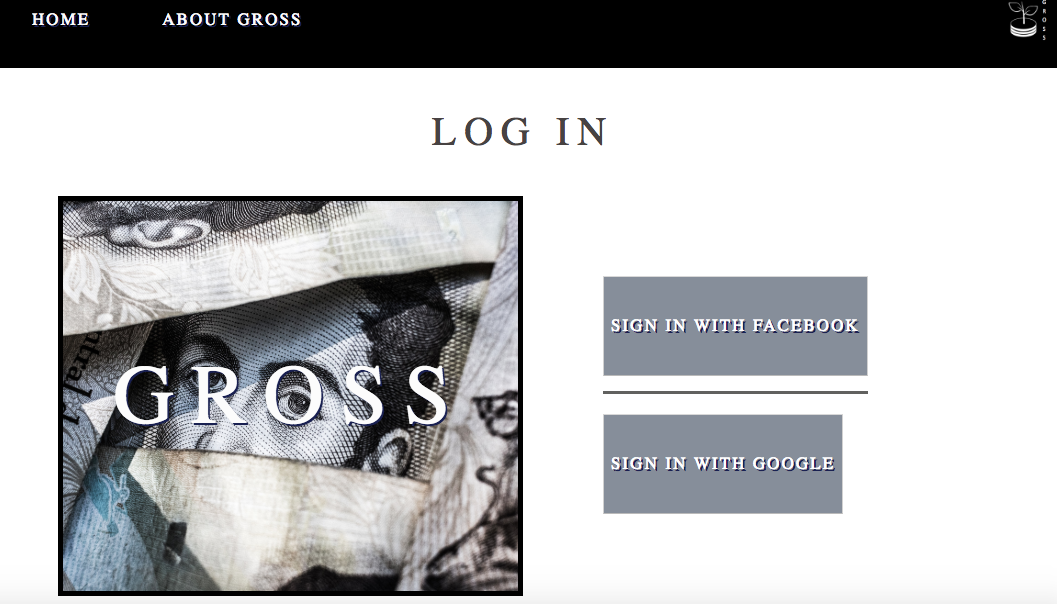 HOME ABOUT GROSS
GROSS
LOG IN
GROSS
SIGN IN WITH FACEBOOK
SIGN IN WITH GOOGLE